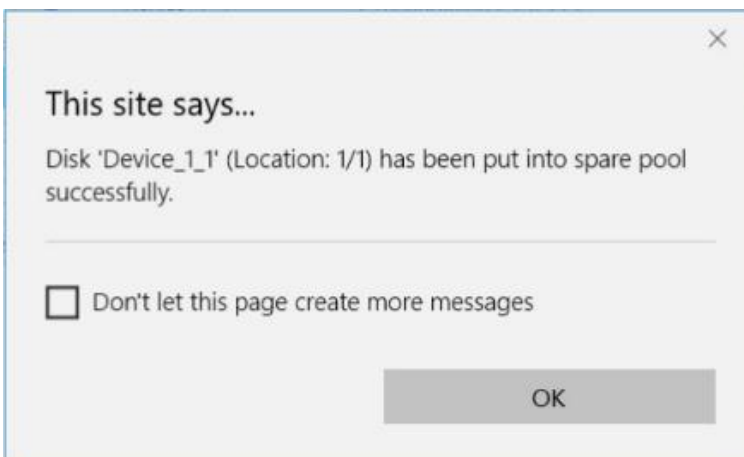 This site says...
Disk 'Device_1_1' (Location: 1/1) has been put into spare pool
successfully.
Don't let this page create more messages
OK